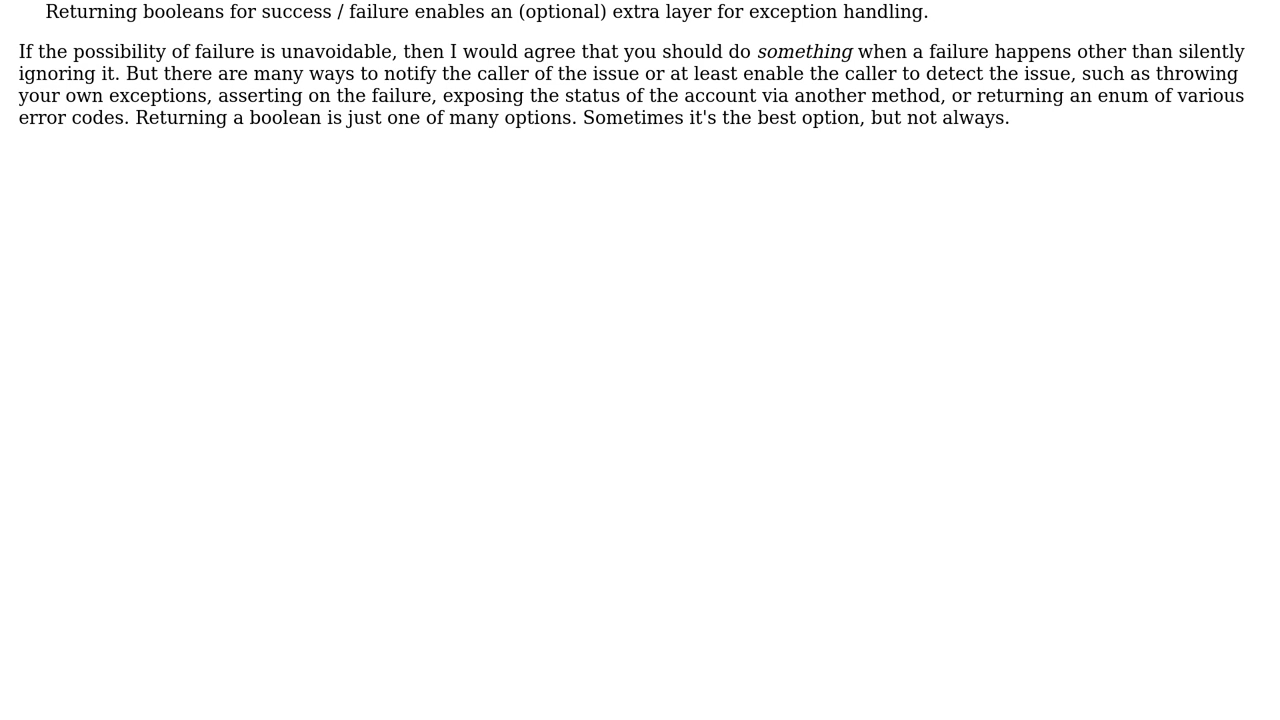 Returning booleans for success / failure enables an (optional) extra layer for exception handling.
If the possibility of failure is unavoidable, then I would agree that you should do something when a failure happens other than silently
ignoring it. But there are many ways to notify the caller of the issue or at least enable the caller to detect the issue, such as throwing
your own exceptions, asserting on the failure, exposing the status of the account via another method, or returning an enum of various
error codes. Returning a boolean is just one of many options. Sometimes it's the best option, but not always.